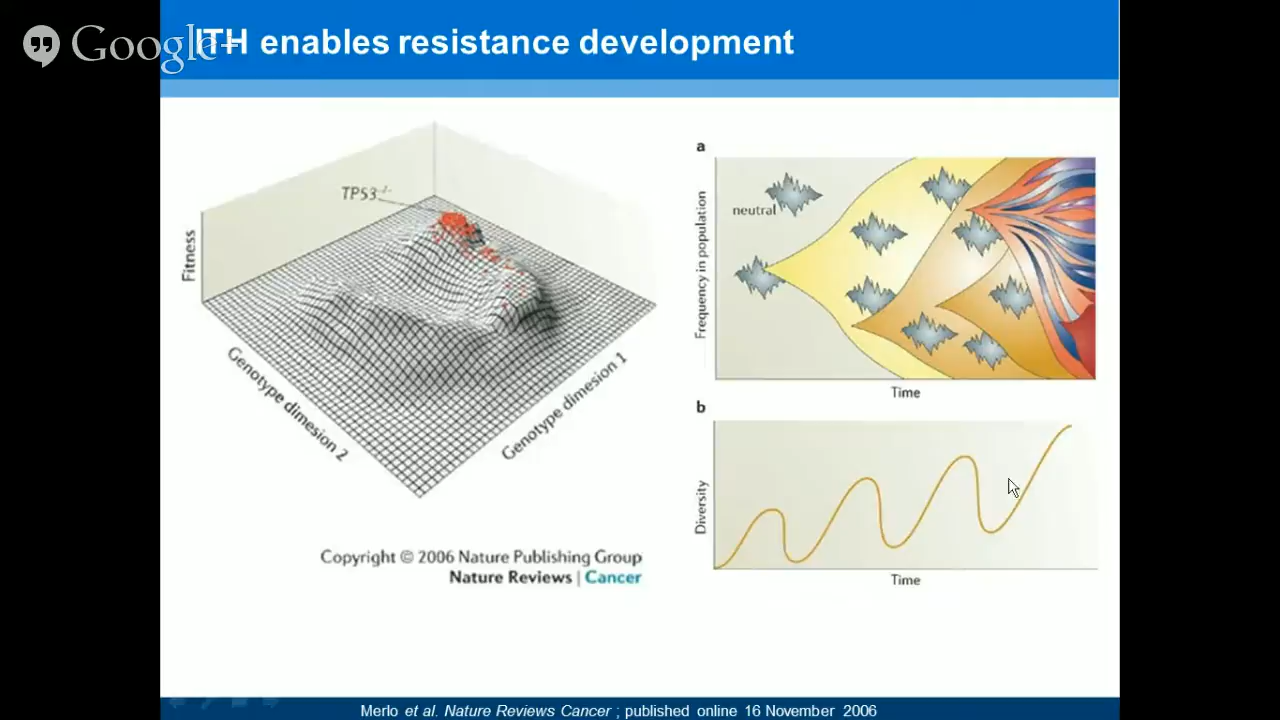 Google+
ITH enables resistance development
TP53-/-
Fitness
Genotype dimesion 2
Genotype dimesion 1
Copyright © 2006 Nature Publishing Group
Nature Reviews | Cancer
a
neutral
Frequency in population
Time
b
Diversity
Time
Merlo et al. Nature Reviews Cancer ; published online 16 November 2006